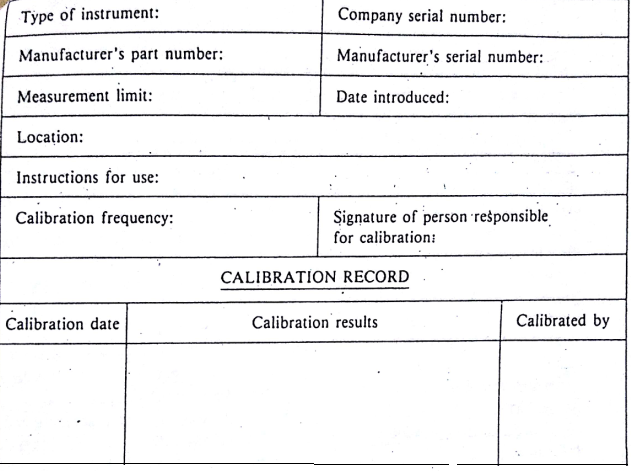 Type of instrument:
Company serial number:
Manufacturer's part number:
Manufacturer's serial number:
Measurement limit:
Date introduced:
Location:
Instructions for use:
Calibration frequency:
Signature of person responsible
for calibration:
CALIBRATION RECORD
Calibration date
Calibration results
Calibrated by